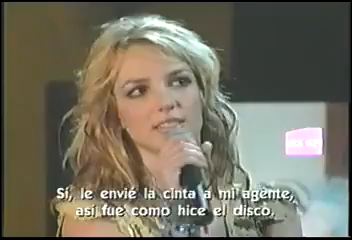 Sí, le envié la cinta a mi agente,
así fue como hice el disco.